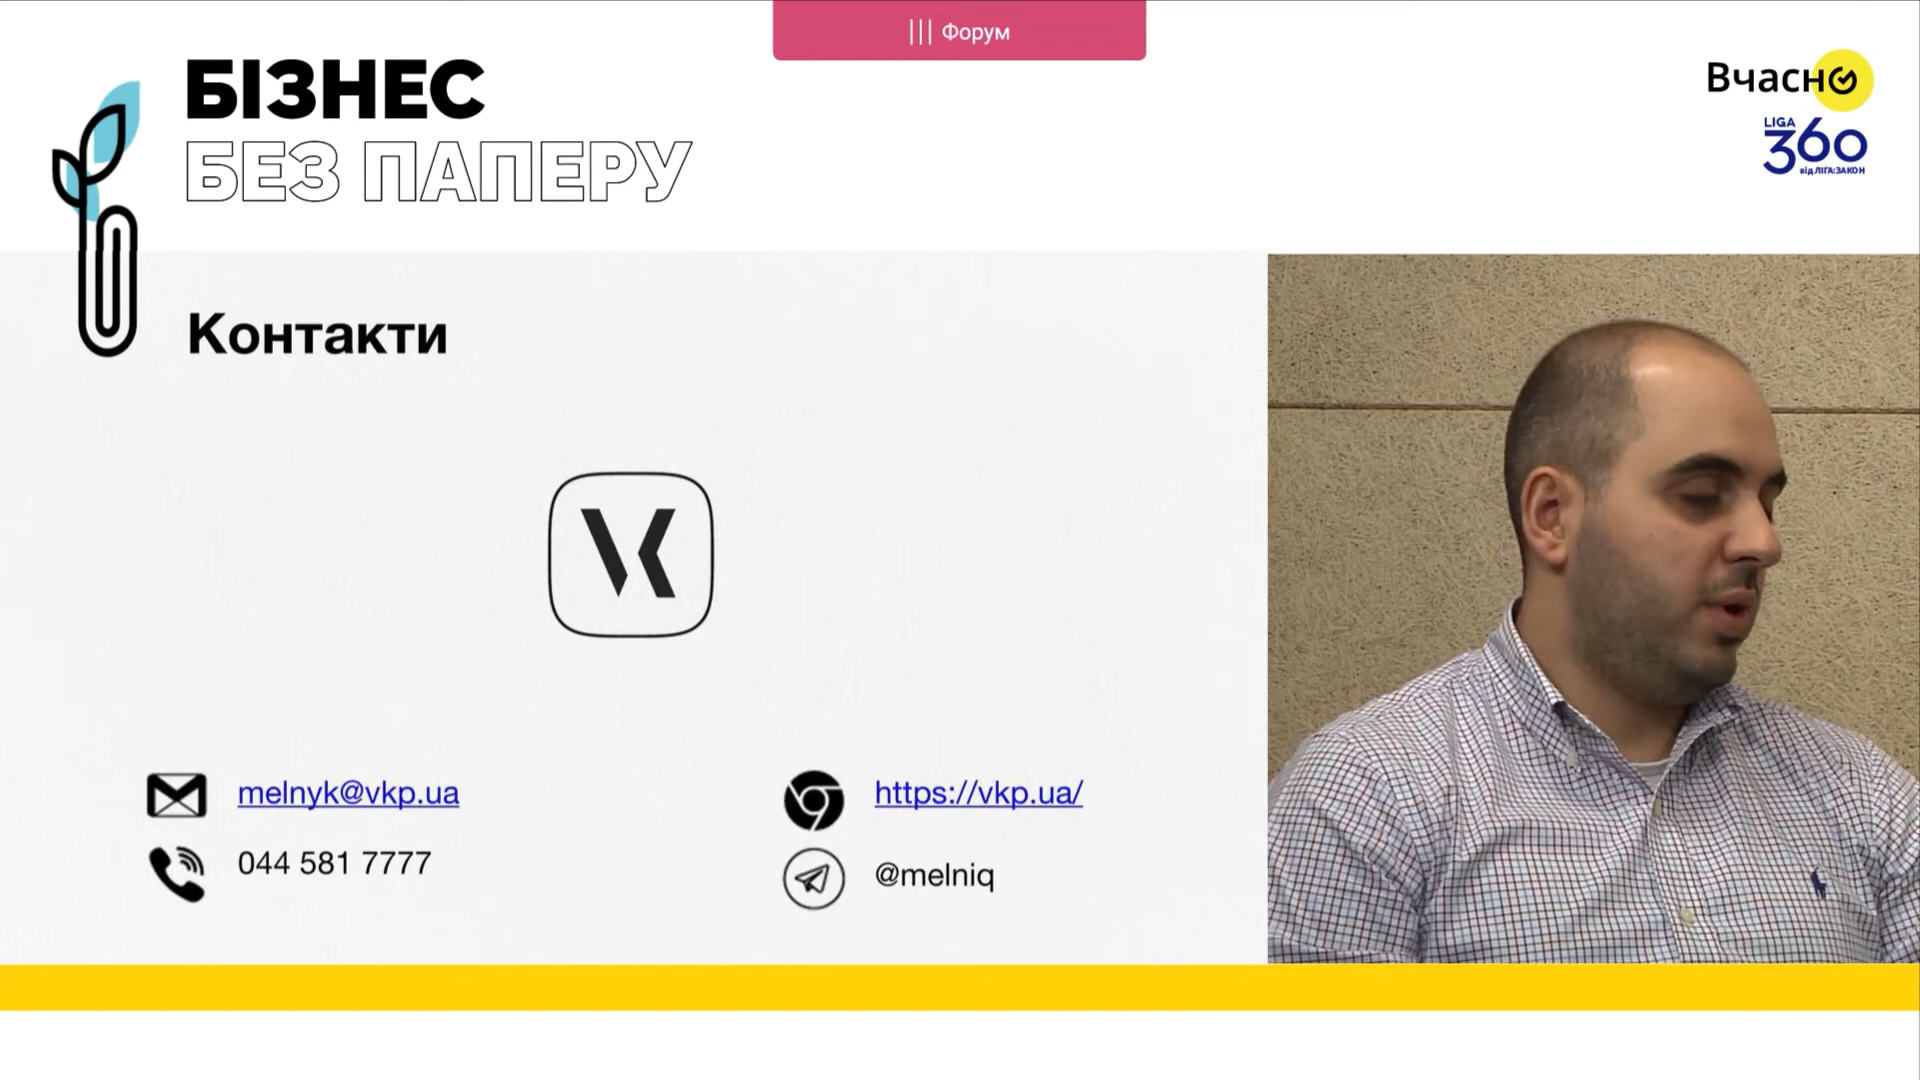 ||| Форум
БІЗНЕС
БЕЗ ПАПЕРУ
Вчасно
LIGA
360
від ЛІГА:ЗАКОН
Контакти
VK
melnyk@vkp.ua
https://vkp.ua/
044 581 7777
@melniq